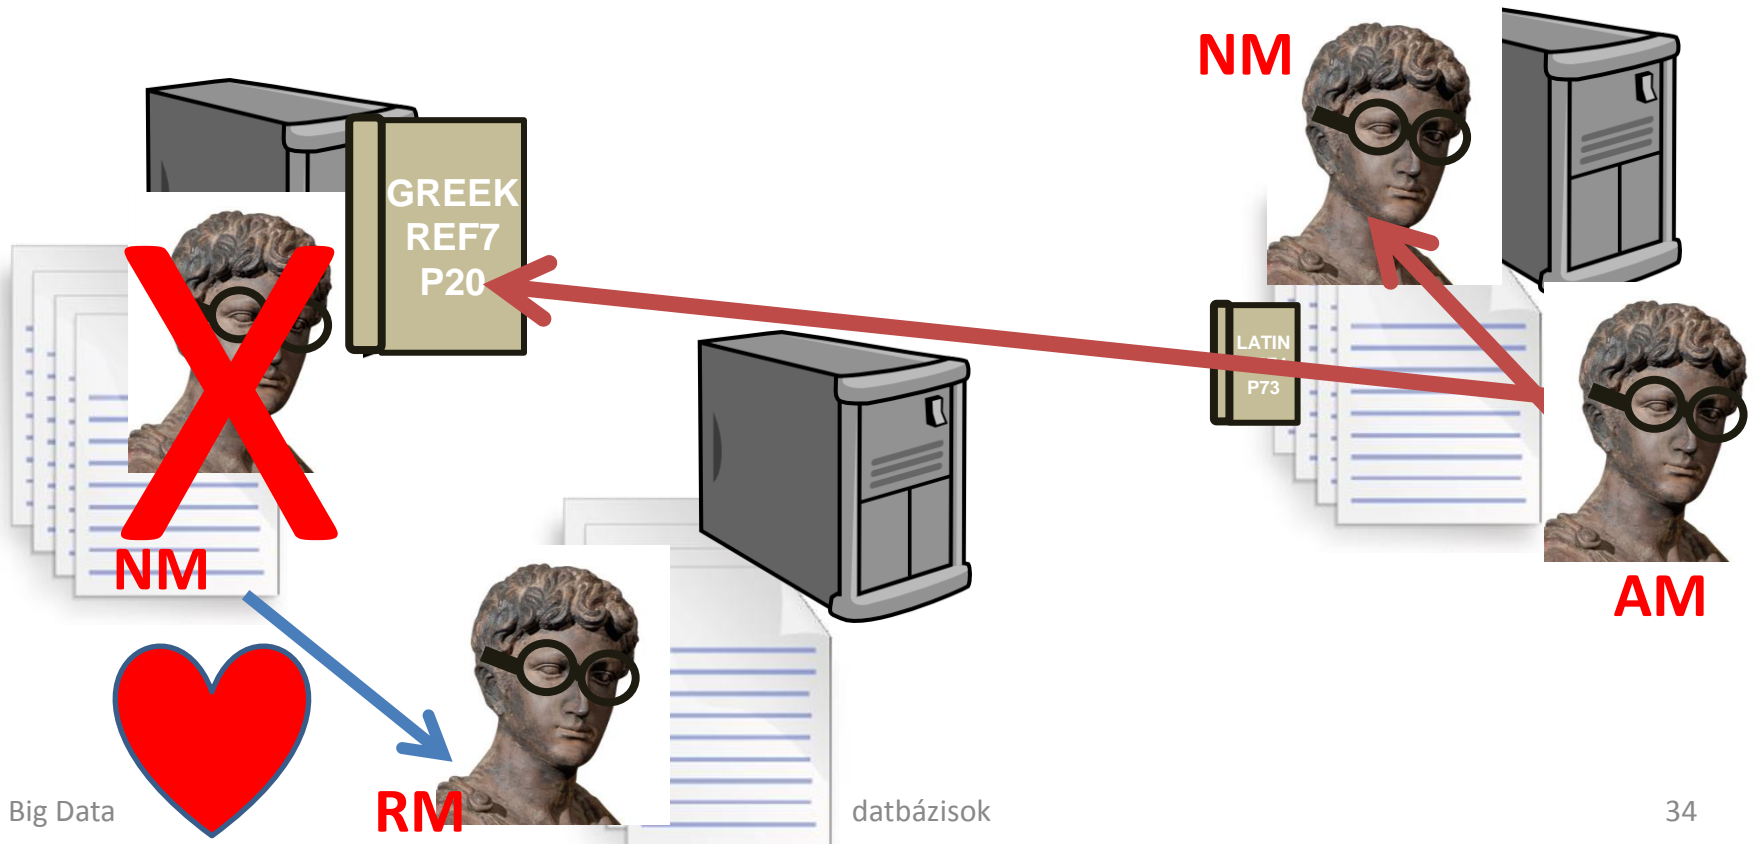 NM
GREEK
REF7
P20
LATIN
P73
NM
AM
RM
Big Data
datbázisok
34